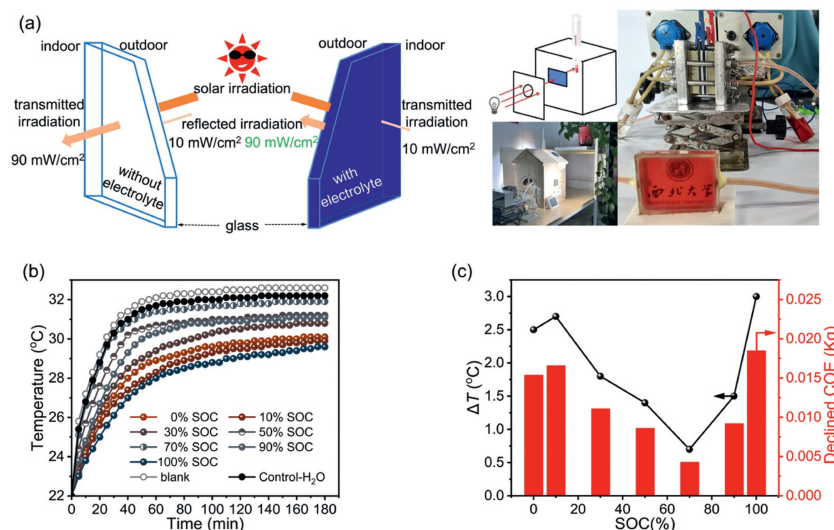 (a)
indoor
outdoor
outdoor
indoor
solar irradiation
transmitted
irradiation
90 mW/cm²
reflected irradiation
10 mW/cm² 90 mW/cm²
transmitted
irradiation
10 mW/cm²
without
electrolyte
with
electrolyte
glass
西北大学
(b)
Temperature (°C)
32
30
28
26
24
22
0% SOC
10% SOC
30% SOC
50% SOC
70% SOC
90% SOC
100% SOC
blank
Control-H₂O
0 20 40 60 80 100 120 140 160 180
Time (min)
(c)
ΔT (°C)
3.0
2.5
2.0
1.5
1.0
0.5
0.0
0 20 40 60 80 100
SOC(%)
0.025
0.020
0.015
0.010
0.005
0.000
Declined COE (Kg)